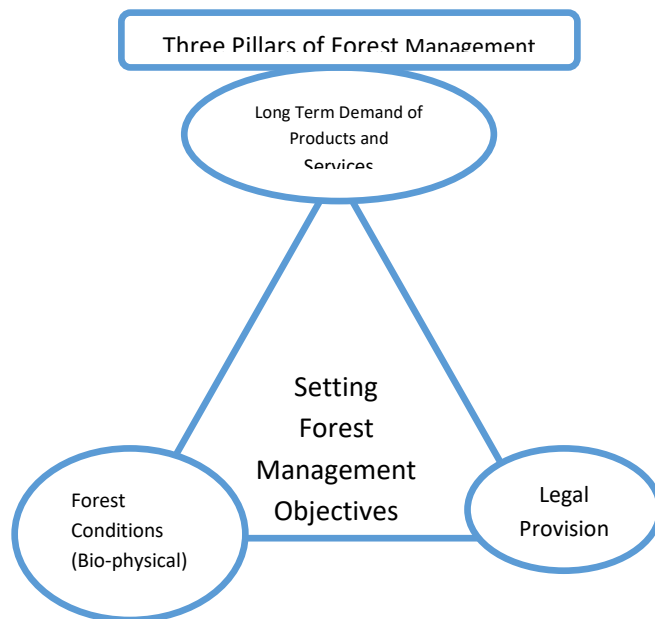 Three Pillars of Forest Management
Long Term Demand of
Products and
Services
Setting
Forest
Management
Objectives
Forest
Conditions
(Bio-physical)
Legal
Provision